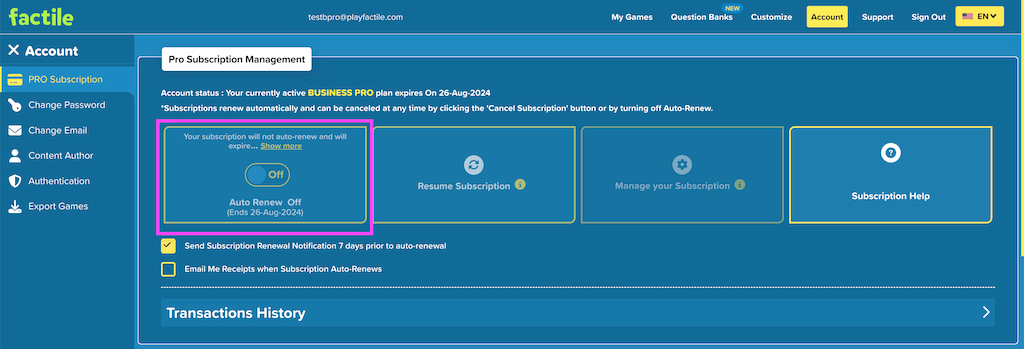 factile
testbpro@playfactile.com
My Games
Question Banks
NEW
Customize
Account
Support
Sign Out
EN
Account
PRO Subscription
Change Password
Change Email
Content Author
Authentication
Export Games
Pro Subscription Management
Account status : Your currently active BUSINESS PRO plan expires On 26-Aug-2024
*Subscriptions renew automatically and can be canceled at any time by clicking the 'Cancel Subscription' button or by turning off Auto-Renew.
Your subscription will not auto-renew and will
expire... Show more
Off
Auto Renew Off
(Ends 26-Aug-2024)
Resume Subscription
Manage your Subscription
Subscription Help
Send Subscription Renewal Notification 7 days prior to auto-renewal
Email Me Receipts when Subscription Auto-Renews
Transactions History